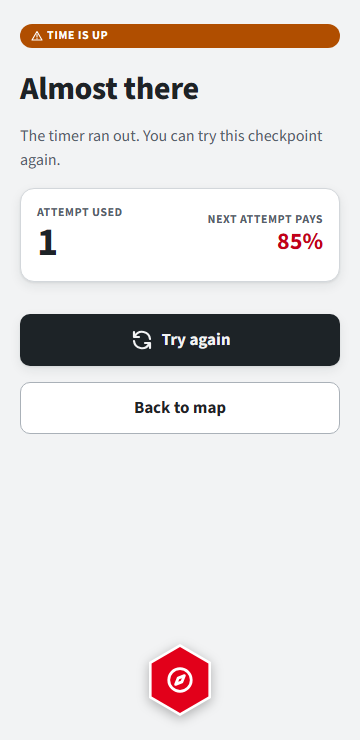 TIME IS UP
Almost there
The timer ran out. You can try this checkpoint
again.
ATTEMPT USED
1
NEXT ATTEMPT PAYS
85%
Try again
Back to map